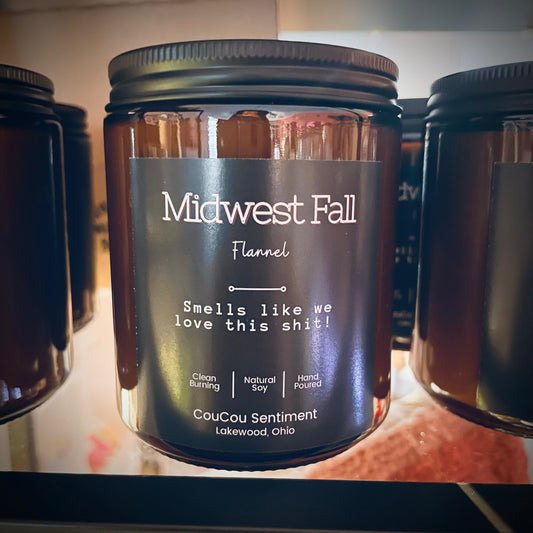 Midwest Fall
Flannel
Smells like we
love this shit!
Clean
Burning
Natural
Soy
Hand
Poured
CouCou Sentiment
Lakewood, Ohio